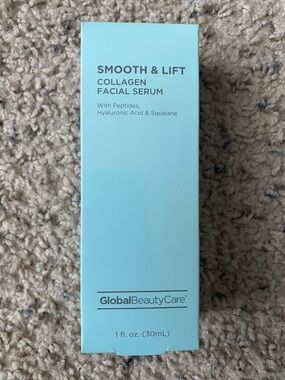 SMOOTH & LIFT
COLLAGEN
FACIAL SERUM
With Peptides,
Hyaluronic Acid & Squalane
GlobalBeautyCare®
1 fl. oz. (30mL)